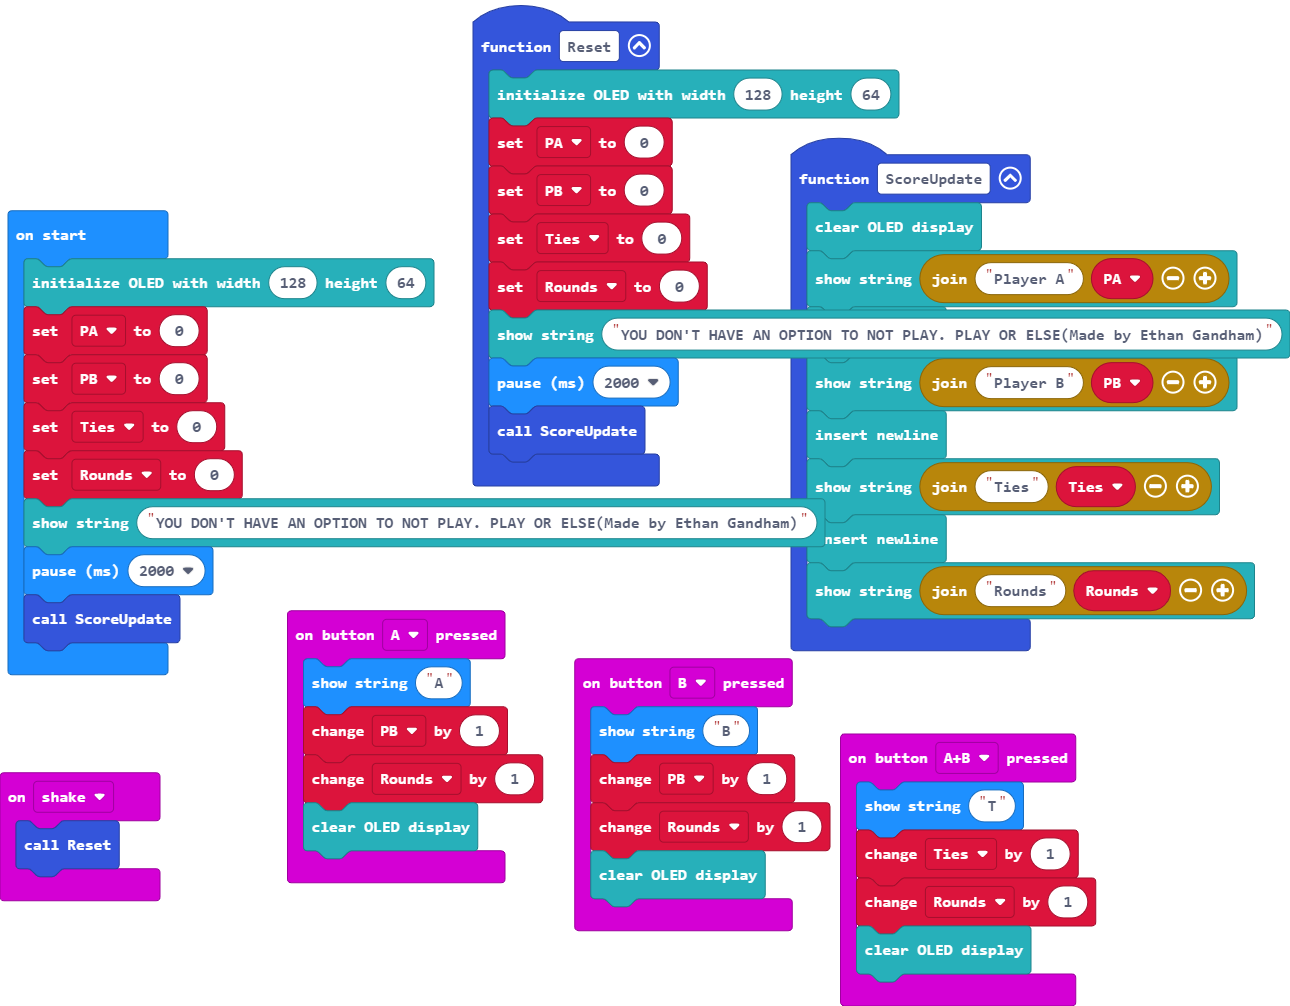 function Reset
initialize OLED with width 128 height 64
set PA to 0
set PB to 0
set Ties to 0
set Rounds to 0
show string "YOU DON'T HAVE AN OPTION TO NOT PLAY. PLAY OR ELSE(Made by Ethan Gandham)"
pause (ms) 2000
call ScoreUpdate
function ScoreUpdate
clear OLED display
show string join "Player A" PA
show string join "Player B" PB
insert newline
show string join "Ties" Ties
nsert newline
show string join "Rounds" Rounds
on start
initialize OLED with width 128 height 64
set PA to 0
set PB to 0
set Ties to 0
set Rounds to 0
show string "YOU DON'T HAVE AN OPTION TO NOT PLAY. PLAY OR ELSE(Made by Ethan Gandham)"
pause (ms) 2000
call ScoreUpdate
on button A pressed
show string "A"
change PB by 1
change Rounds by 1
clear OLED display
on button B pressed
show string "B"
change PB by 1
change Rounds by 1
clear OLED display
on button A+B pressed
show string "T"
change Ties by 1
change Rounds by 1
clear OLED display
on shake
call Reset